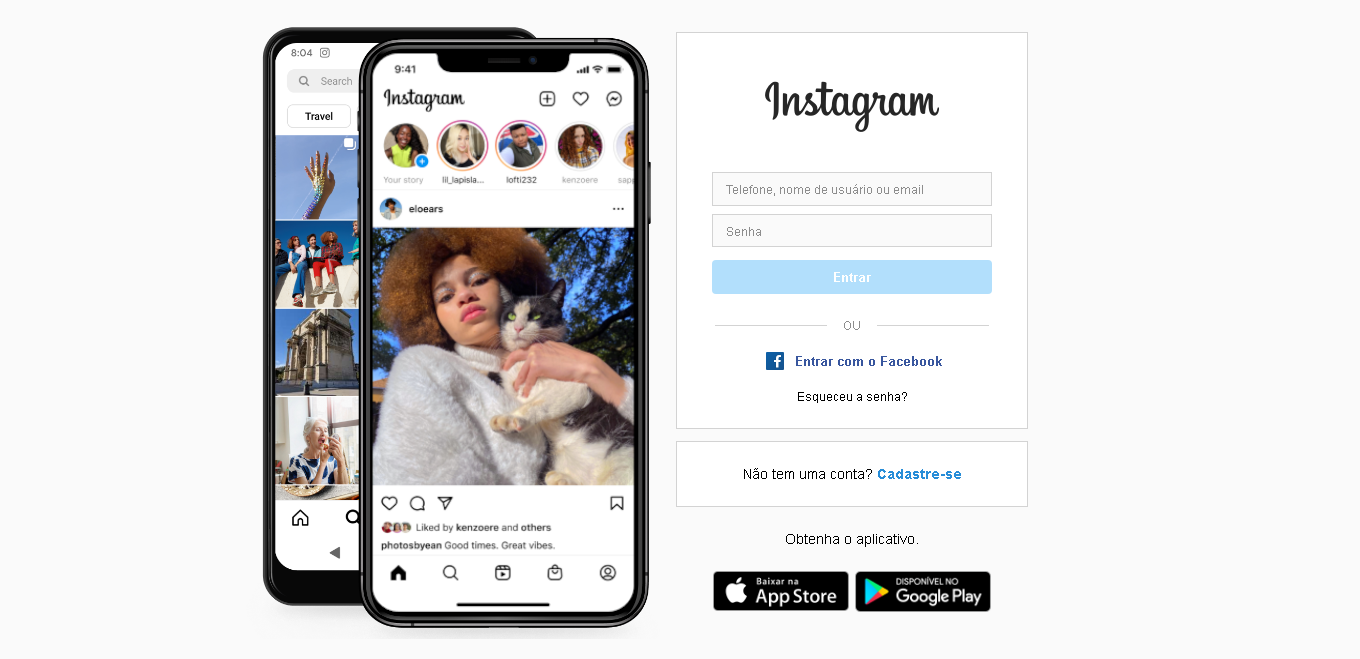 8:04
Search
Travel
9:41
Instagram
Your story
lil_lapisla...
lofti232
kenzoere
sapp
eloears
Liked by kenzoere and others
photosbyean Good times. Great vibes.
Instagram
Telefone, nome de usuário ou email
Senha
Entrar
OU
Entrar com o Facebook
Esqueceu a senha?
Não tem uma conta? Cadastre-se
Obtenha o aplicativo.
Baixar na
App Store
DISPONÍVEL NO
Google Play